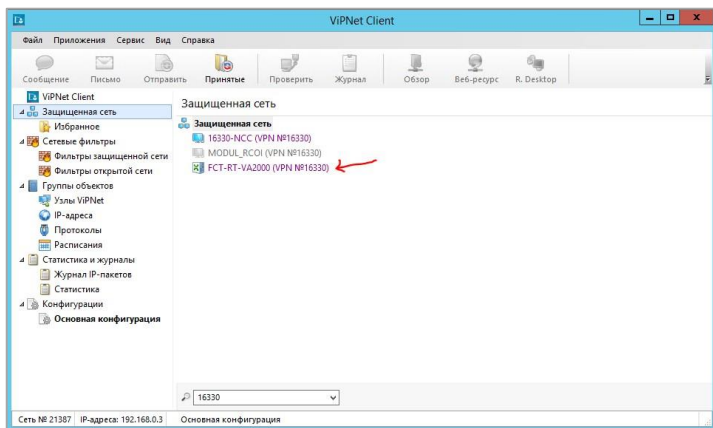 ViPNet Client
Файл Приложения Сервис Вид Справка
Сообщение Письмо Отправить Принятые Проверить Журнал Обзор Веб-ресурс R. Desktop
ViPNet Client
Защищенная сеть
Избранное
Сетевые фильтры
Фильтры защищенной сети
Фильтры открытой сети
Группы объектов
Узлы ViPNet
IP-адреса
Протоколы
Расписания
Статистика и журналы
Журнал IP-пакетов
Статистика
Конфигурации
Основная конфигурация
Защищенная сеть
Защищенная сеть
16330-NCC (VPN №16330)
MODUL_RCOI (VPN №16330)
FCT-RT-VA2000 (VPN №16330)
16330
Сеть № 21387 IP-адреса: 192.168.0.3 Основная конфигурация